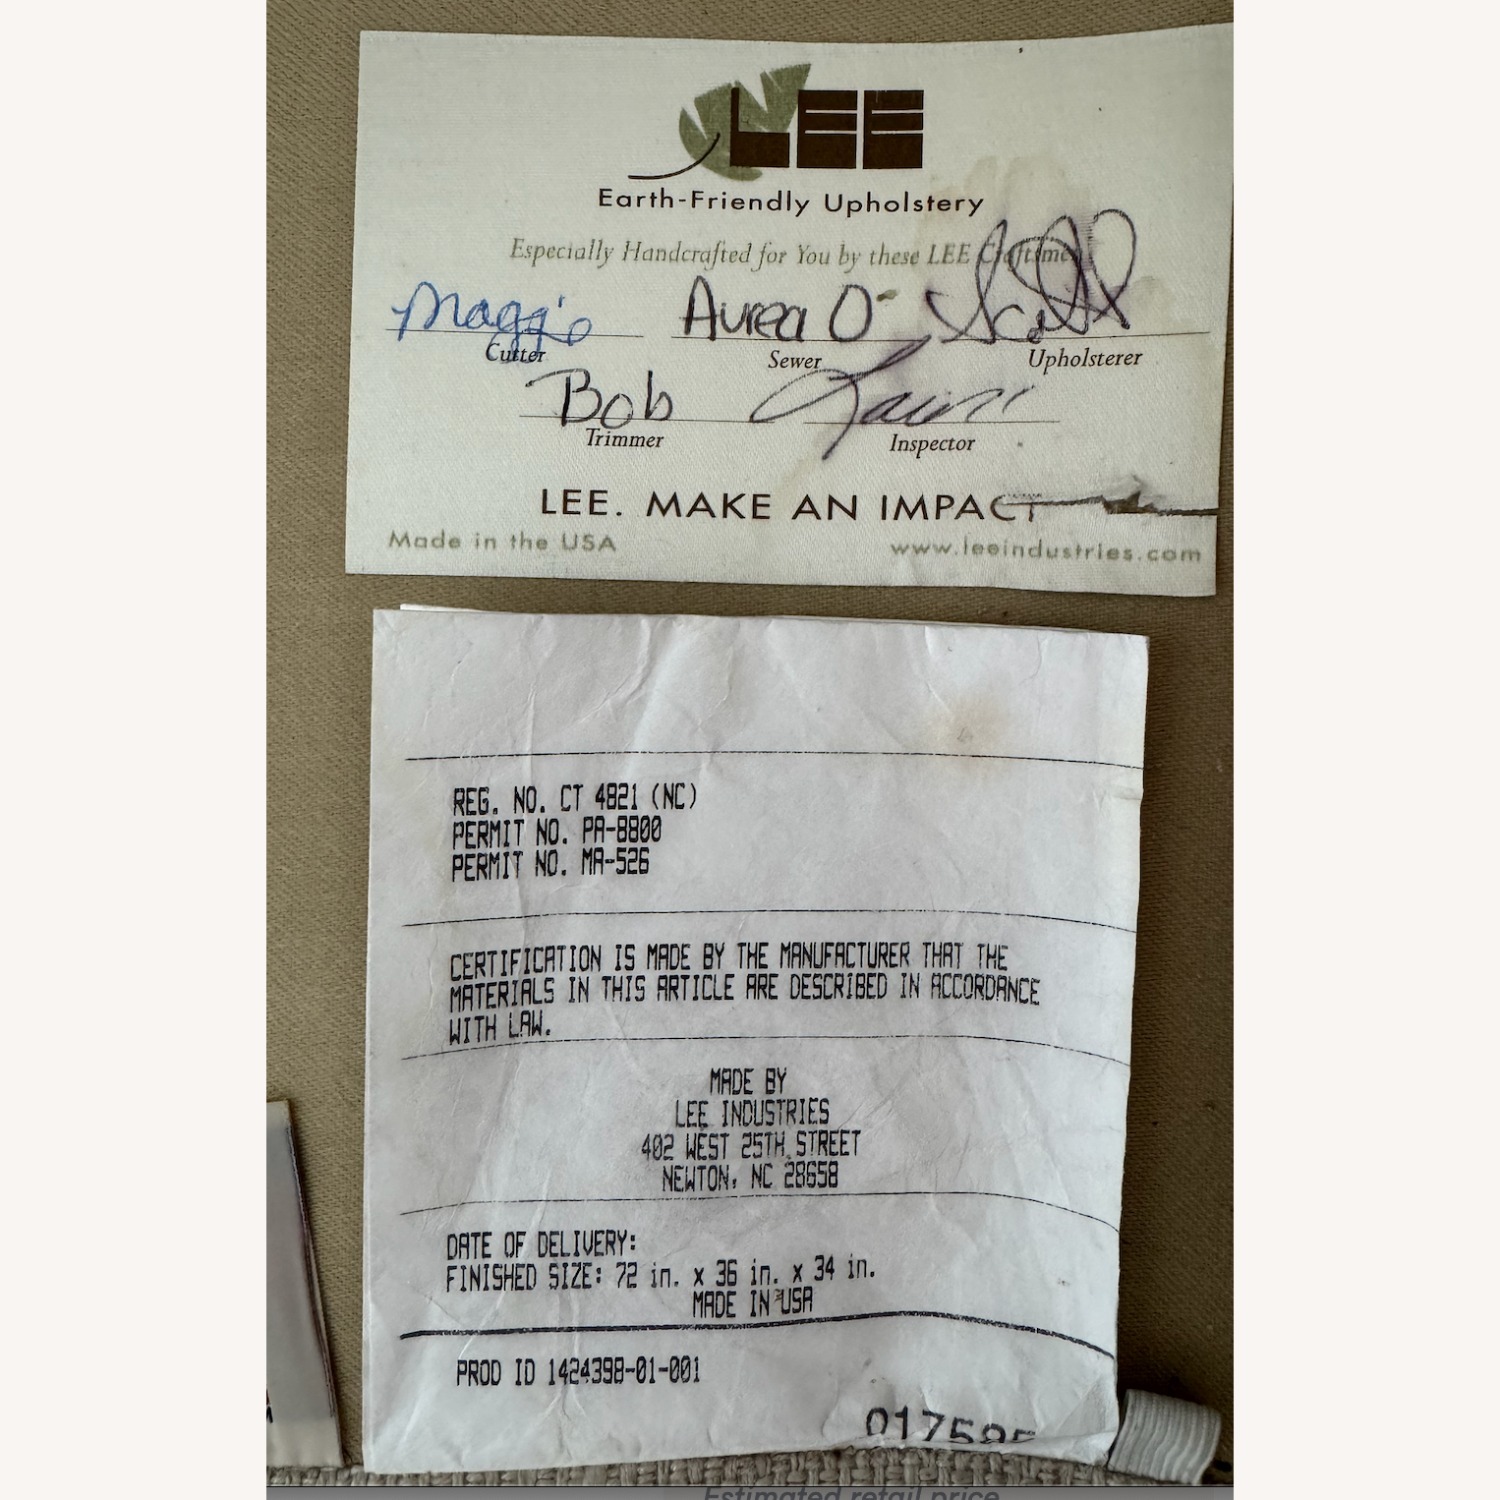 LEE
Earth-Friendly Upholstery
Especially Handcrafted for You by these LEE Craftsmen
Aurea O
Cutter Sewer Upholsterer
Bob
Trimmer Inspector
LEE. MAKE AN IMPACT
Made in the USA www.leeindustries.com
REG. NO. CT 4821 (NC)
PERMIT NO. PA-8800
PERMIT NO. MA-526
CERTIFICATION IS MADE BY THE MANUFACTURER THAT THE
MATERIALS IN THIS ARTICLE ARE DESCRIBED IN ACCORDANCE
WITH LAW.
MADE BY
LEE INDUSTRIES
402 WEST 25TH STREET
NEWTON, NC 28658
DATE OF DELIVERY:
FINISHED SIZE: 72 in. x 36 in. x 34 in.
MADE IN USA
PROD ID 1424398-01-001
Estimated retail price